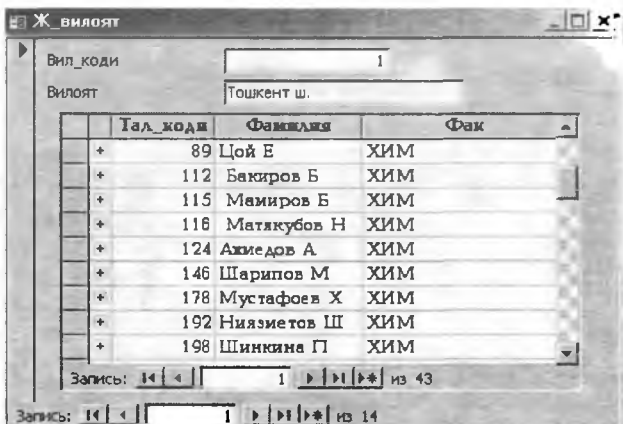 Ж_вилоят
Вил_коди 1
Вилоят Тошкент ш.
Тал_коди Фамилия Фак
+ 89 Цой Е ХИМ
+ 112 Бакиров Б ХИМ
+ 115 Мамиров Б ХИМ
+ 116 Матякубов Н ХИМ
+ 124 Ахмедов А ХИМ
+ 146 Шарипов М ХИМ
+ 178 Мустафоев Х ХИМ
+ 192 Ниязметов Ш ХИМ
+ 198 Шинкина П ХИМ
Запись: 1 из 43
Запись: 1 из 14